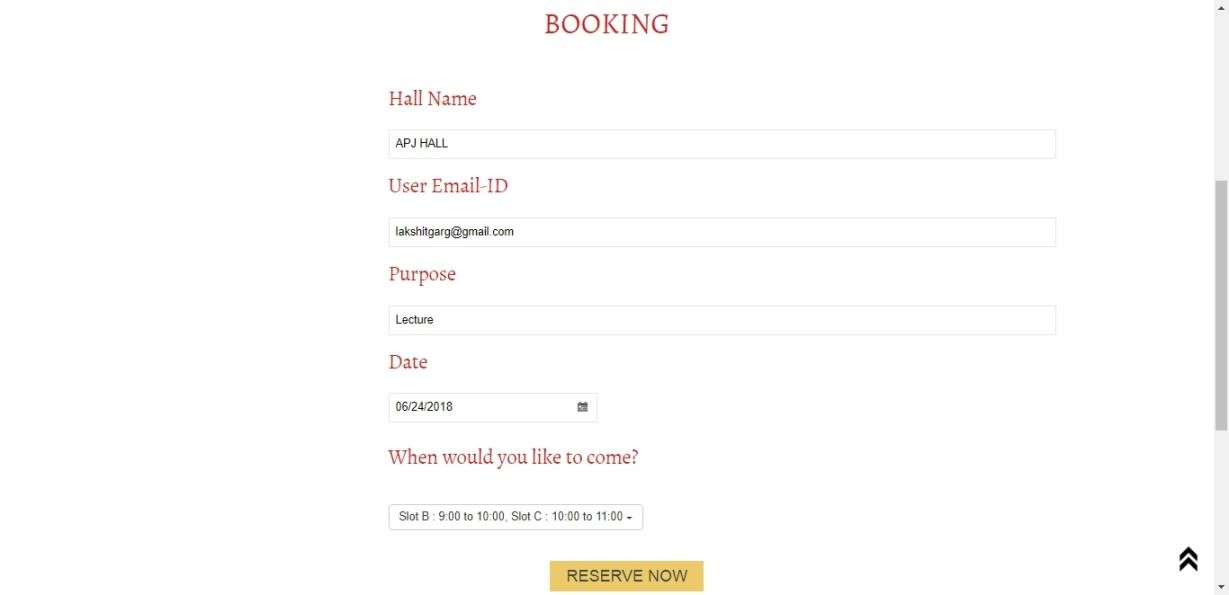 BOOKING
Hall Name
APJ HALL
User Email-ID
lakshitgarg@gmail.com
Purpose
Lecture
Date
06/24/2018
When would you like to come?
Slot B : 9:00 to 10:00, Slot C : 10:00 to 11:00
RESERVE NOW